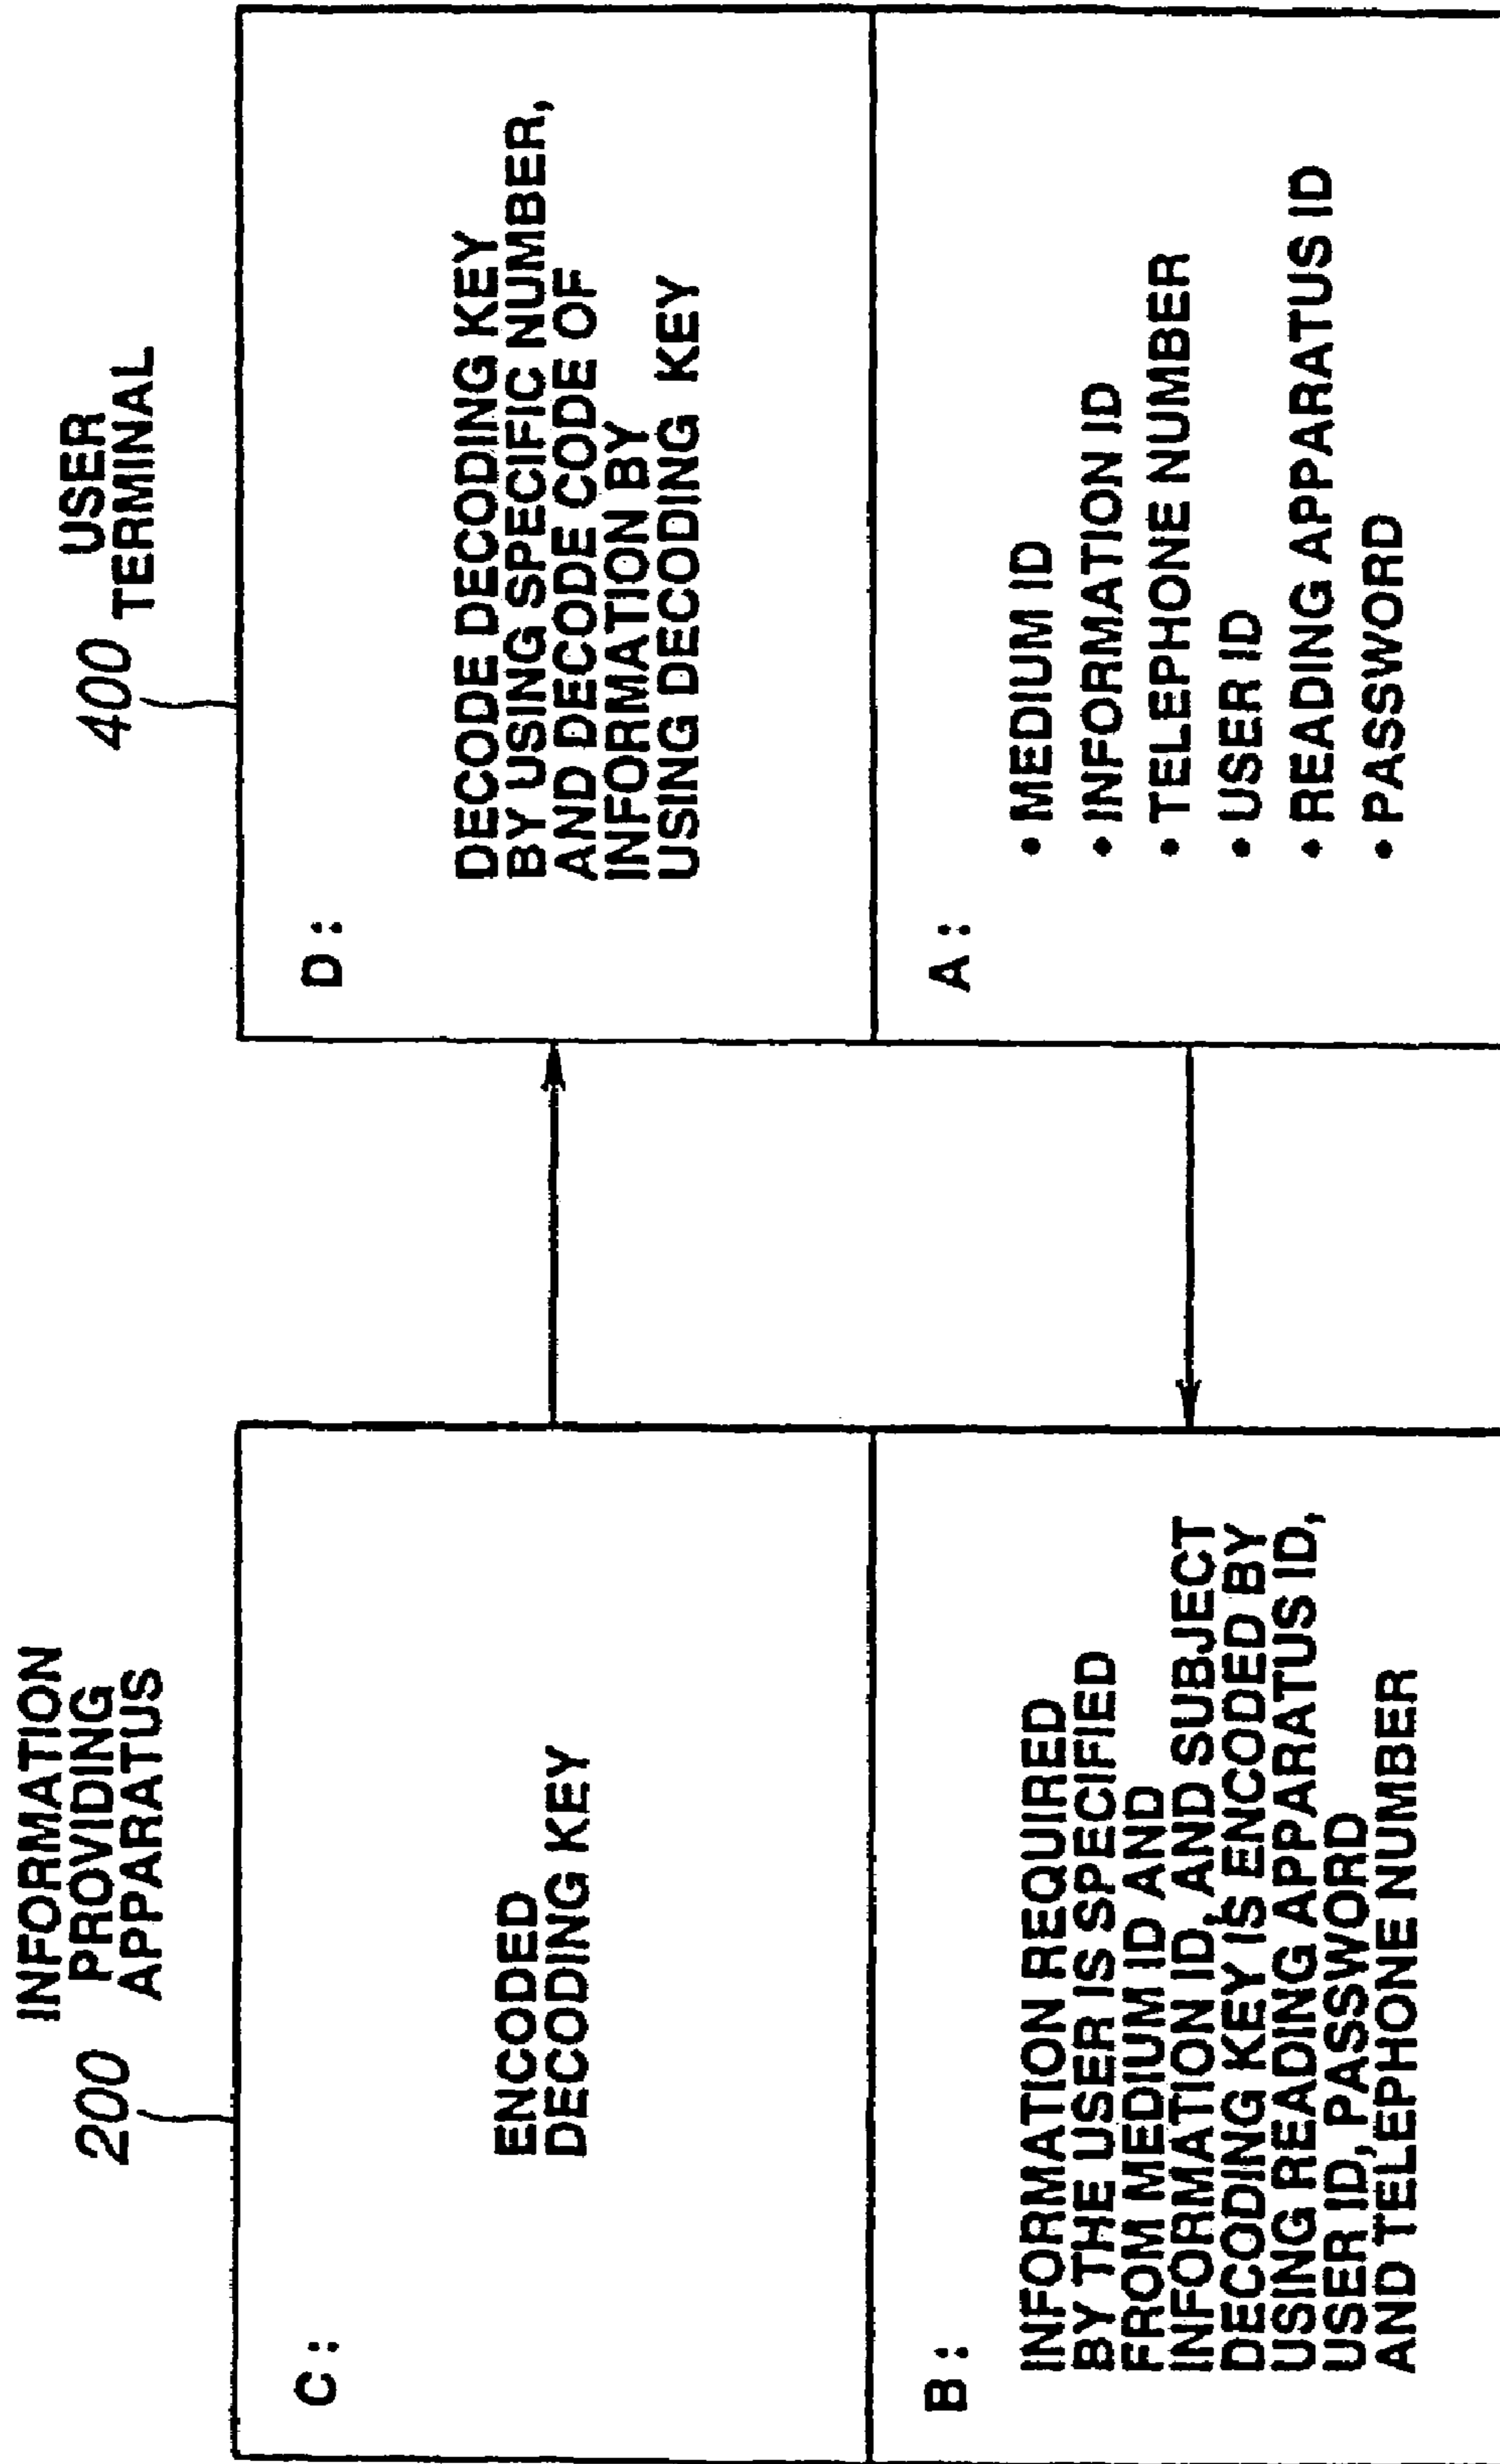 INFORMATION
PROVIDING
APPARATUS
200
C:
ENCODED
DECODING KEY
B:
INFORMATION REQUIRED
BY THE USER IS SPECIFIED
FROM MEDIUM ID AND
INFORMATION ID, AND SUBJECT
DECODING KEY IS ENCODED BY
USING READING APPARATUS ID,
USER ID, PASSWORD
AND TELEPHONE NUMBER
USER
TERMINAL
400
D:
DECODE DECODING KEY
BY USING SPECIFIC NUMBER,
AND DECODE CODE OF
INFORMATION BY
USING DECODING KEY
A:
• MEDIUM ID
• INFORMATION ID
• TELEPHONE NUMBER
• USER ID
• READING APPARATUS ID
• PASSWORD